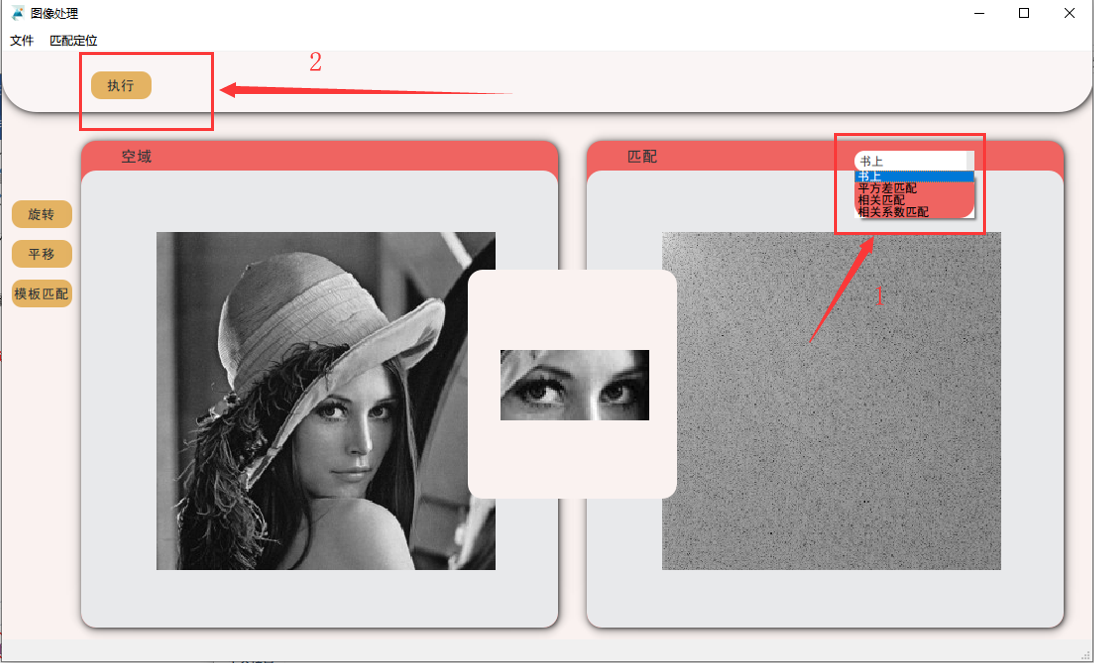 图像处理
文件 匹配定位
2
执行
空域
匹配
书上
书上
平方差匹配
相关匹配
相关系数匹配
旋转
平移
模板匹配
1